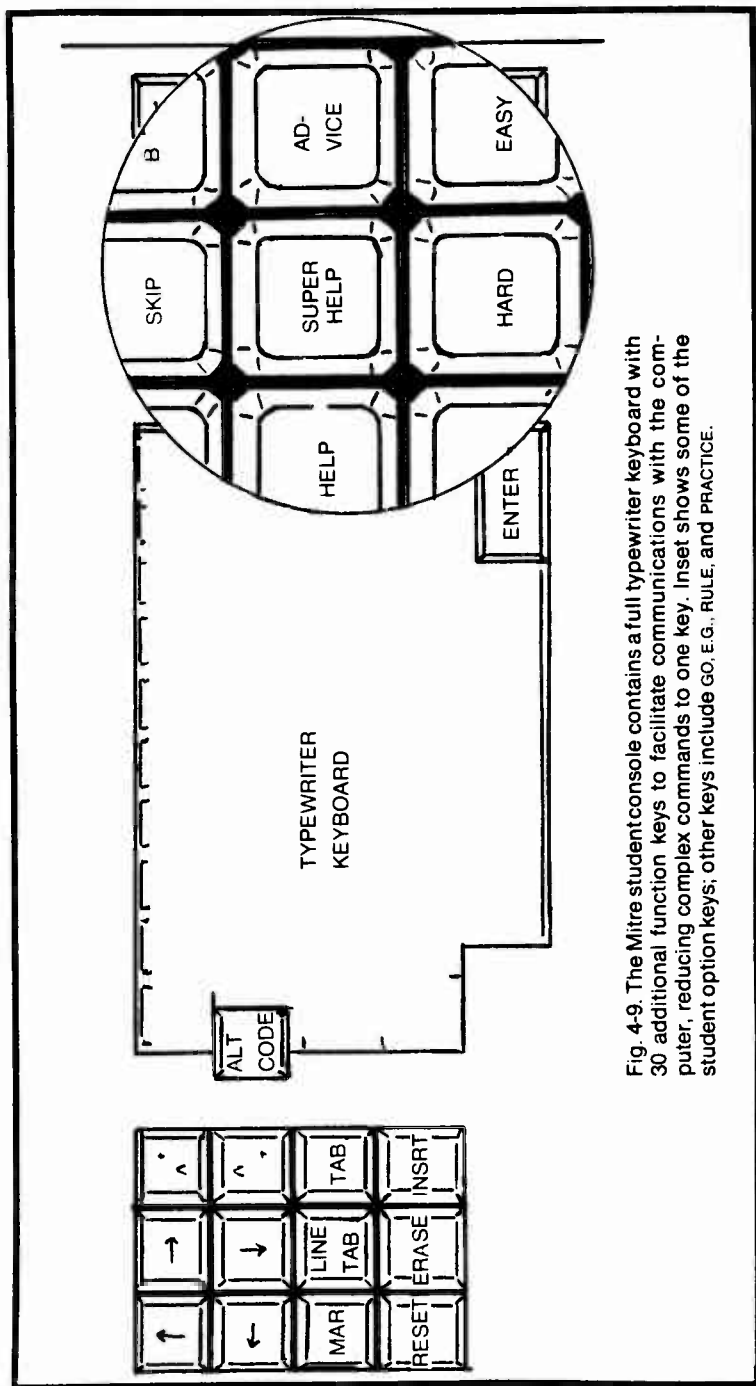 ↑ →
← ↓
MAR
LINE
TAB
TAB
RESET
ERASE
INSRT
ALT
CODE
TYPEWRITER
KEYBOARD
ENTER
SKIP
B
HELP
SUPER
HELP
AD-
VICE
HARD
EASY
Fig. 4-9. The Mitre student console contains a full typewriter keyboard with
30 additional function keys to facilitate communications with the com-
puter, reducing complex commands to one key. Inset shows some of the
student option keys; other keys include GO, E.G., RULE, and PRACTICE.